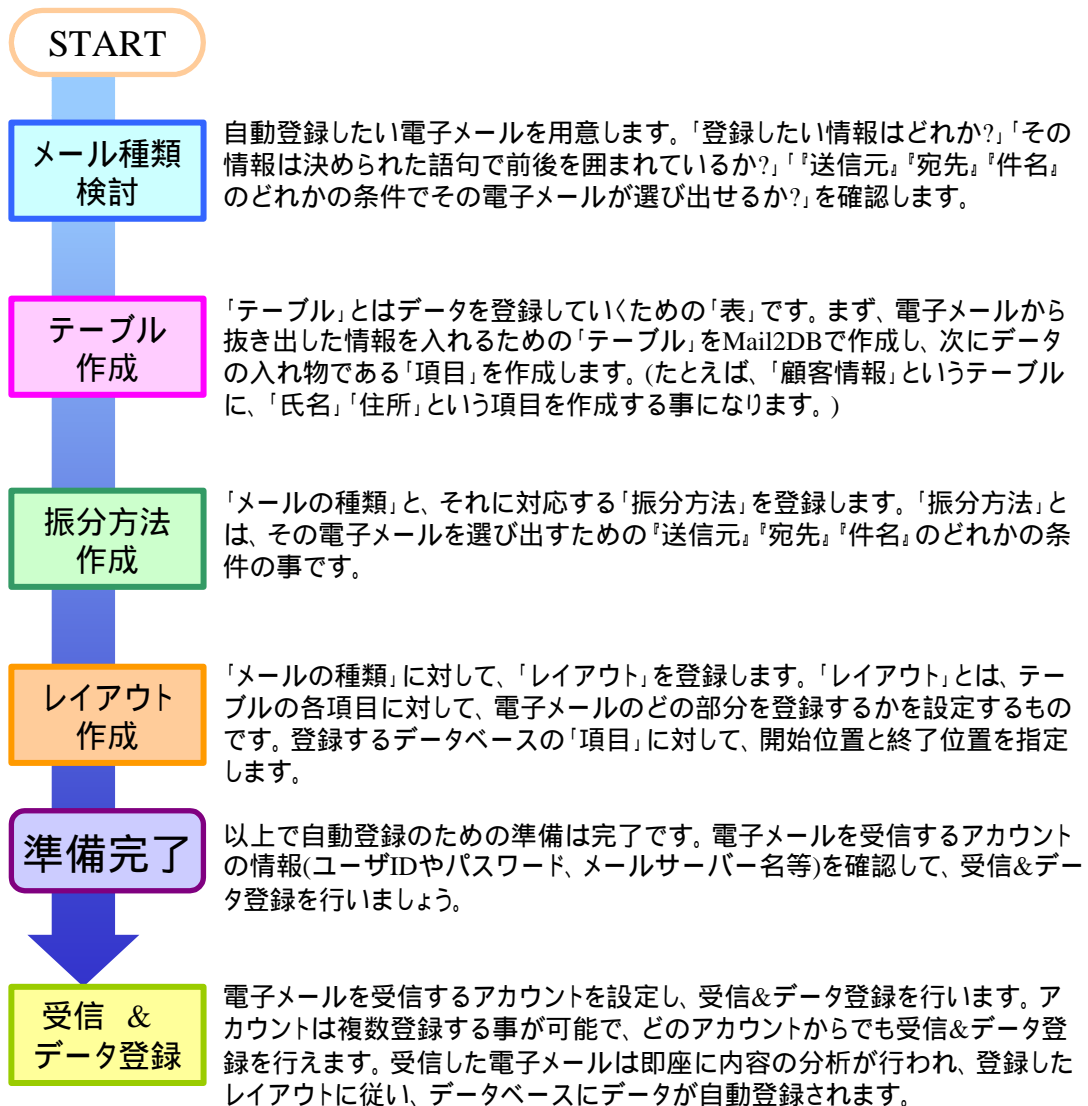 START
メール種類
検討
自動登録したい電子メールを用意します。「登録したい情報はどれか?」「その
情報は決められた語句で前後を囲まれているか?」「『送信元』『宛先』『件名』
のどれかの条件でその電子メールが選び出せるか?」を確認します。
テーブル
作成
「テーブル」とはデータを登録していくための「表」です。まず、電子メールから
抜き出した情報を入れるための「テーブル」をMail2DBで作成し、次にデータ
の入れ物である「項目」を作成します。(たとえば、「顧客情報」というテーブル
に、「氏名」「住所」という項目を作成する事になります。)
振分方法
作成
「メールの種類」と、それに対応する「振分方法」を登録します。「振分方法」と
は、その電子メールを選び出すための『送信元』『宛先』『件名』のどれかの条
件の事です。
レイアウト
作成
「メールの種類」に対して、「レイアウト」を登録します。「レイアウト」とは、テー
ブルの各項目に対して、電子メールのどの部分を登録するかを設定するもの
です。登録するデータベースの「項目」に対して、開始位置と終了位置を指定
します。
準備完了
以上で自動登録のための準備は完了です。電子メールを受信するアカウント
の情報(ユーザIDやパスワード、メールサーバー名等)を確認して、受信&デー
タ登録を行いましょう。
受信 &
データ登録
電子メールを受信するアカウントを設定し、受信&データ登録を行います。ア
カウントは複数登録する事が可能で、どのアカウントからでも受信&データ登
録を行えます。受信した電子メールは即座に内容の分析が行われ、登録した
レイアウトに従い、データベースにデータが自動登録されます。